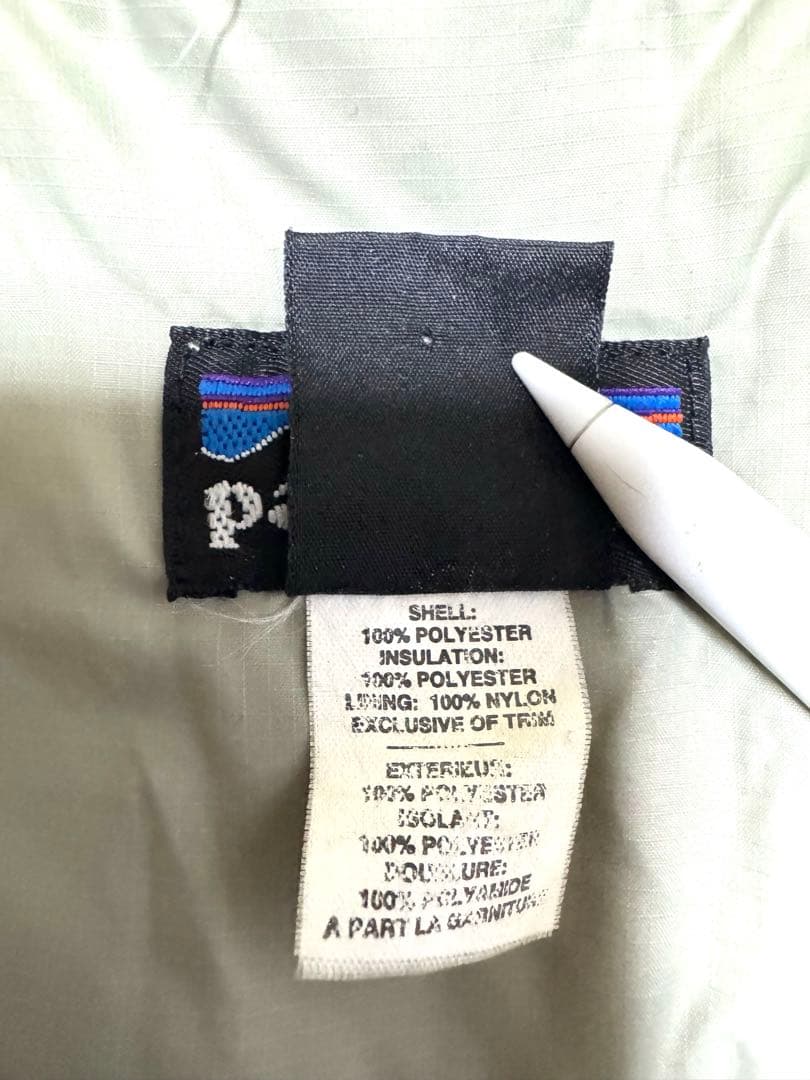 pa
SHELL:
100% POLYESTER
INSULATION:
100% POLYESTER
LINING: 100% NYLON
EXCLUSIVE OF TRIM
EXTERIEUR:
100% POLYESTER
ISOLANT:
100% POLYESTER
DOUBLURE:
100% POLYAMIDE
A PART LA GARNITURE